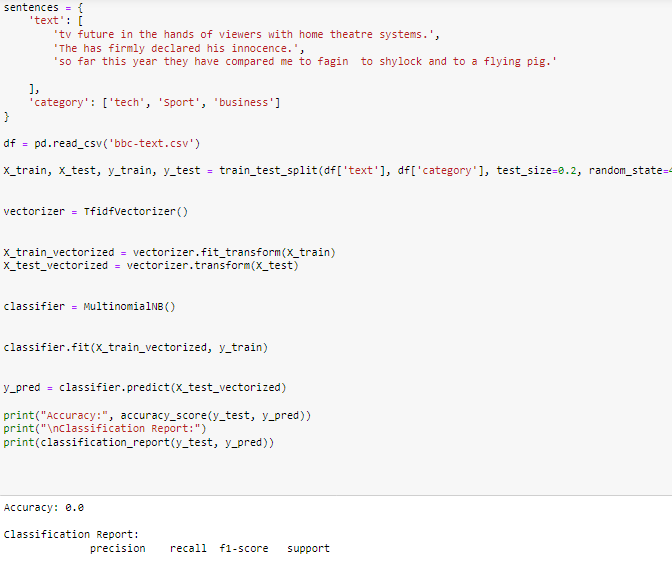 sentences = {
'text': [
'tv future in the hands of viewers with home theatre systems.',
'The has firmly declared his innocence.',
'so far this year they have compared me to fagin  to shylock and to a flying pig.'
],
'category': ['tech', 'Sport', 'business']
}
df = pd.read_csv('bbc-text.csv')
X_train, X_test, y_train, y_test = train_test_split(df['text'], df['category'], test_size=0.2, random_state=
vectorizer = TfidfVectorizer()
X_train_vectorized = vectorizer.fit_transform(X_train)
X_test_vectorized = vectorizer.transform(X_test)
classifier = MultinomialNB()
classifier.fit(X_train_vectorized, y_train)
y_pred = classifier.predict(X_test_vectorized)
print("Accuracy:", accuracy_score(y_test, y_pred))
print("\nClassification Report:")
print(classification_report(y_test, y_pred))
Accuracy: 0.0
Classification Report:
precision    recall  f1-score   support